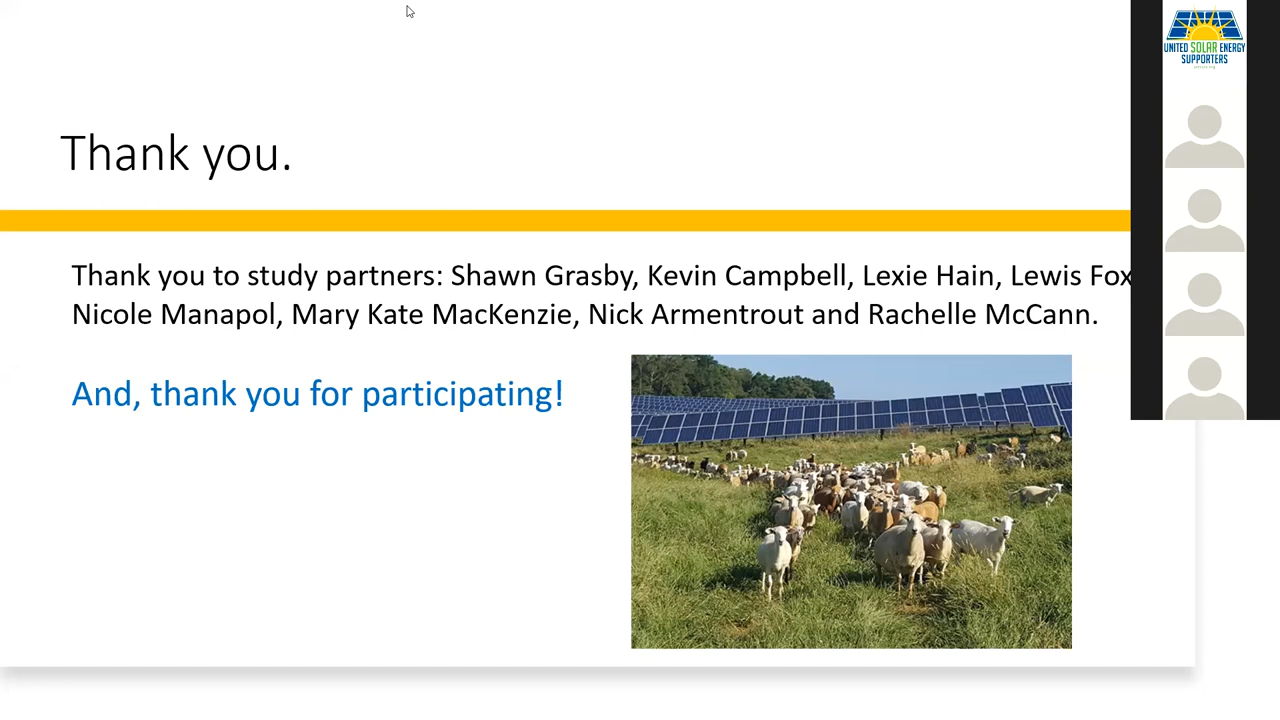 Thank you.
Thank you to study partners: Shawn Grasby, Kevin Campbell, Lexie Hain, Lewis Fox
Nicole Manapol, Mary Kate MacKenzie, Nick Armentrout and Rachelle McCann.
And, thank you for participating!
UNITED SOLAR ENERGY
SUPPORTERS